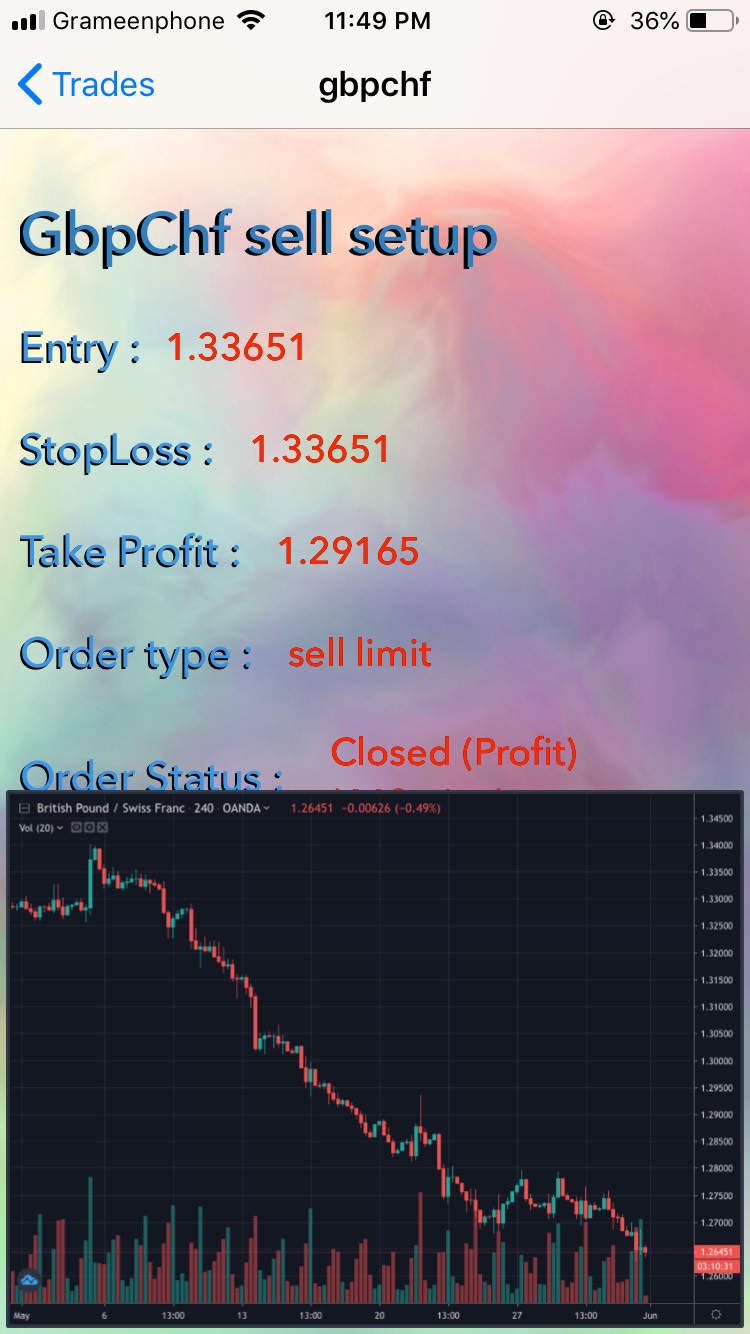 Grameenphone 11:49 PM 36%
Trades gbpchf
GbpChf sell setup
Entry : 1.33651
StopLoss : 1.33651
Take Profit : 1.29165
Order type : sell limit
Closed (Profit)
Order Status :
British Pound / Swiss Franc · 240 · OANDA 1.26451 −0.00626 (−0.49%)
Vol (20)
1.34500
1.34000
1.33500
1.33000
1.32500
1.32000
1.31500
1.31000
1.30500
1.30000
1.29500
1.29000
1.28500
1.28000
1.27500
1.27000
1.26451
03:10:31
1.26000
May 6 13:00 13 13:00 20 13:00 27 13:00 Jun